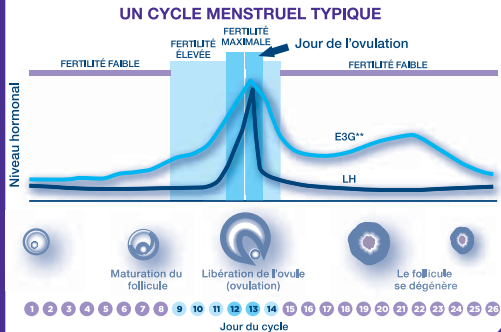 UN CYCLE MENSTRUEL TYPIQUE
FERTILITÉ
MAXIMALE
Jour de l'ovulation
FERTILITÉ
ÉLEVÉE
FERTILITÉ FAIBLE
FERTILITÉ FAIBLE
Niveau hormonal
E3G**
LH
Maturation du
follicule
Libération de l'ovule
(ovulation)
Le follicule
se dégénère
1 2 3 4 5 6 7 8 9 10 11 12 13 14 15 16 17 18 19 20 21 22 23 24 25 26
Jour du cycle